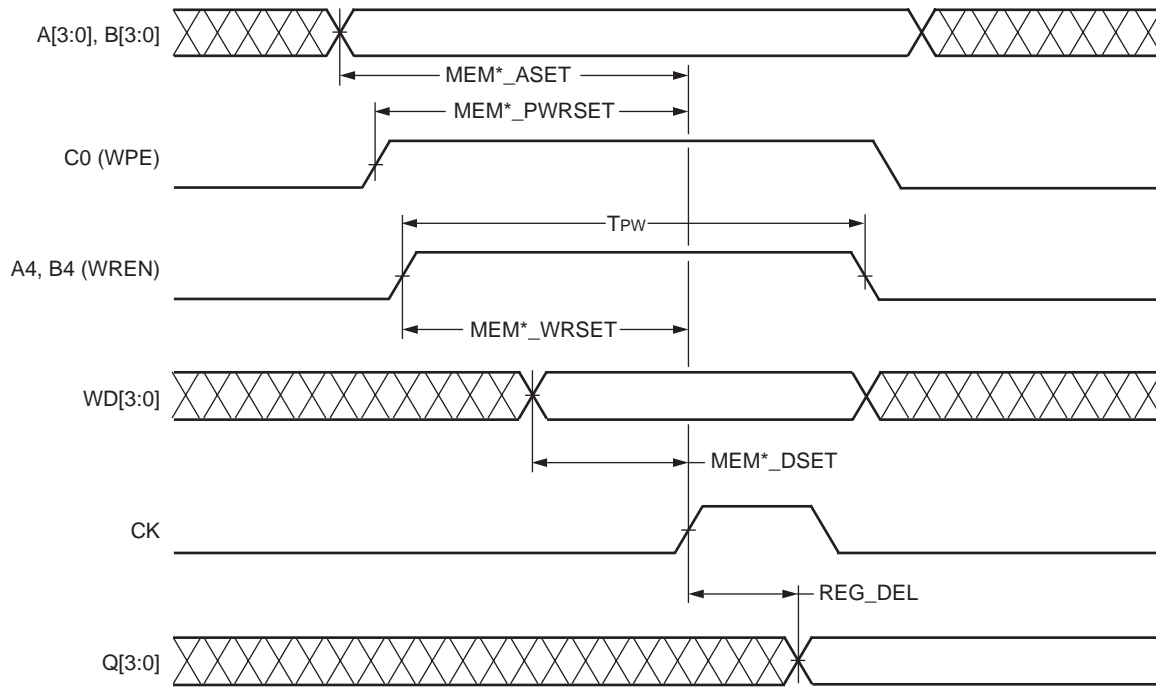 A[3:0], B[3:0]
MEM*_ASET
MEM*_PWRSET
C0 (WPE)
TPW
A4, B4 (WREN)
MEM*_WRSET
WD[3:0]
MEM*_DSET
CK
REG_DEL
Q[3:0]